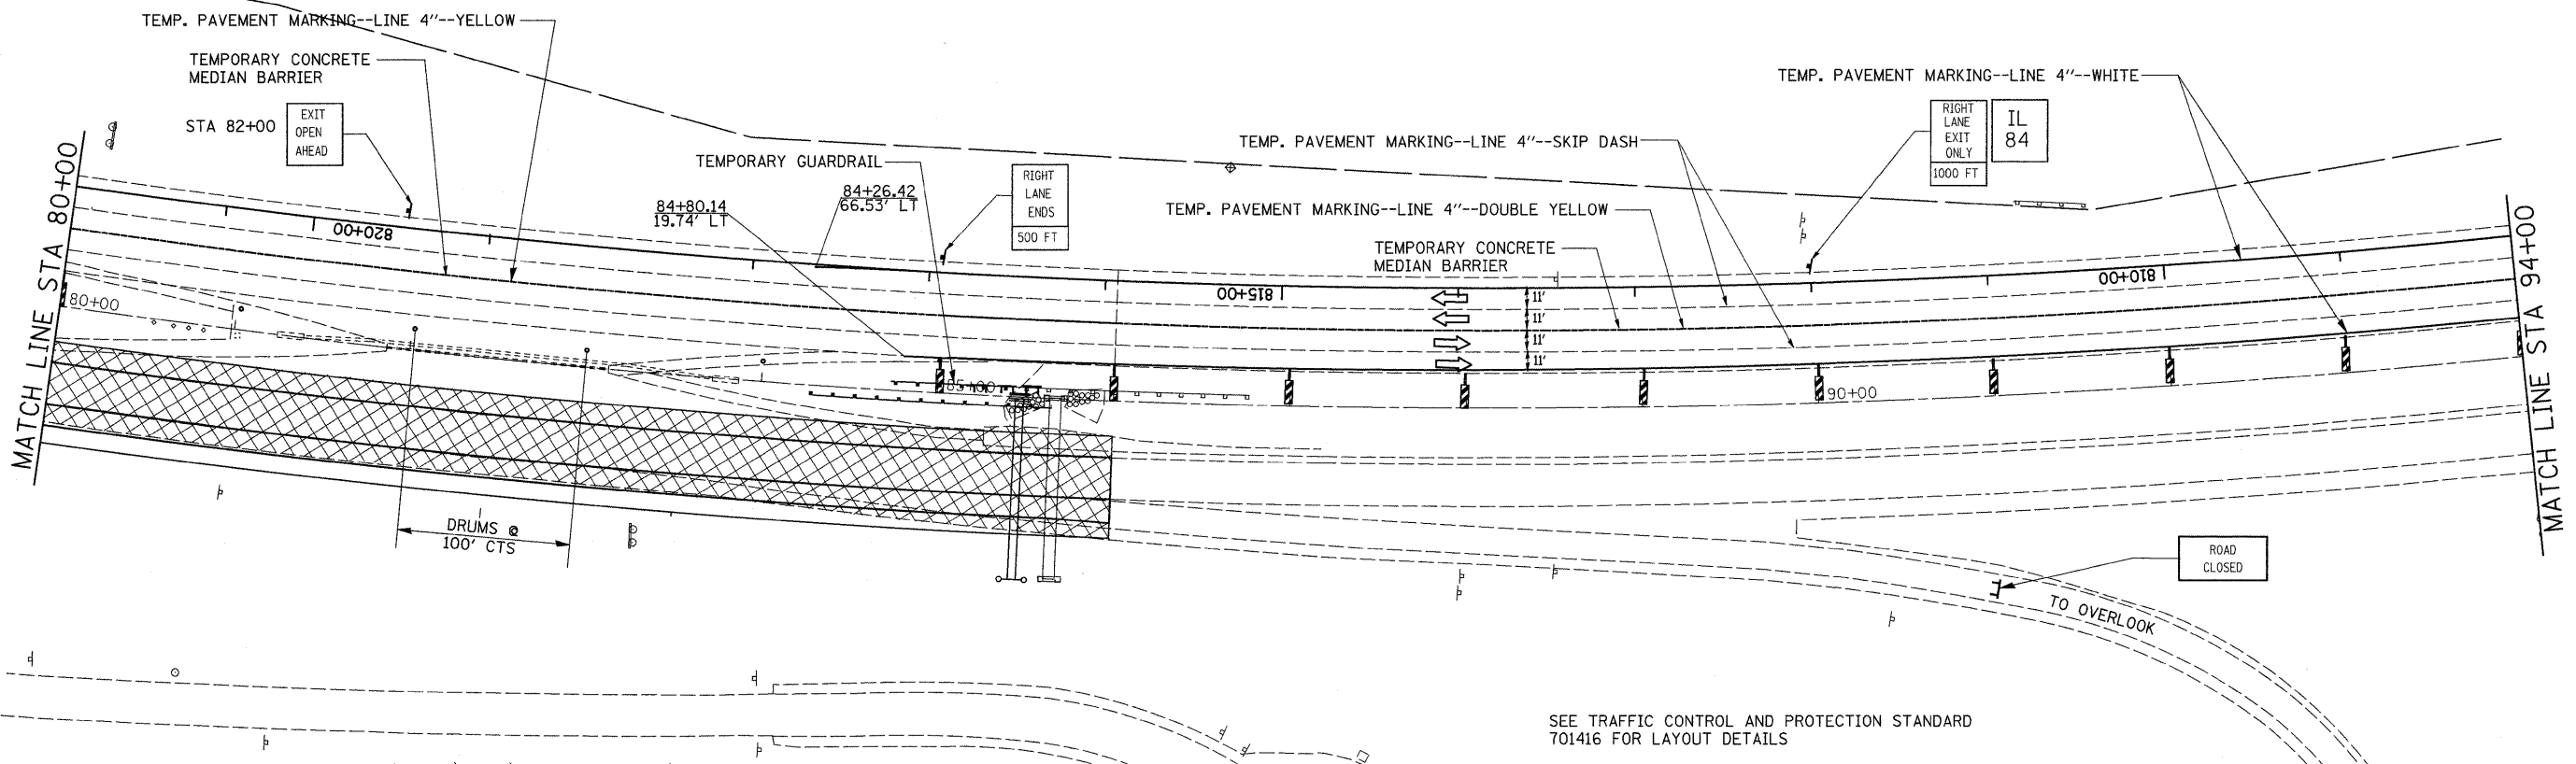 TEMP. PAVEMENT MARKING--LINE 4"--YELLOW
TEMPORARY CONCRETE
MEDIAN BARRIER
STA 82+00
EXIT
OPEN
AHEAD
MATCH LINE STA 80+00
80+00
820+00
TEMPORARY GUARDRAIL
84+80.14
19.74' LT
84+26.42
66.53' LT
RIGHT
LANE
ENDS
500 FT
85+00
815+00
TEMP. PAVEMENT MARKING--LINE 4"--SKIP DASH
TEMP. PAVEMENT MARKING--LINE 4"--DOUBLE YELLOW
TEMPORARY CONCRETE
MEDIAN BARRIER
11'
11'
11'
11'
TEMP. PAVEMENT MARKING--LINE 4"--WHITE
RIGHT
LANE
EXIT
ONLY
1000 FT
IL
84
810+00
90+00
MATCH LINE STA 94+00
DRUMS @
100' CTS
ROAD
CLOSED
TO OVERLOOK
SEE TRAFFIC CONTROL AND PROTECTION STANDARD
701416 FOR LAYOUT DETAILS